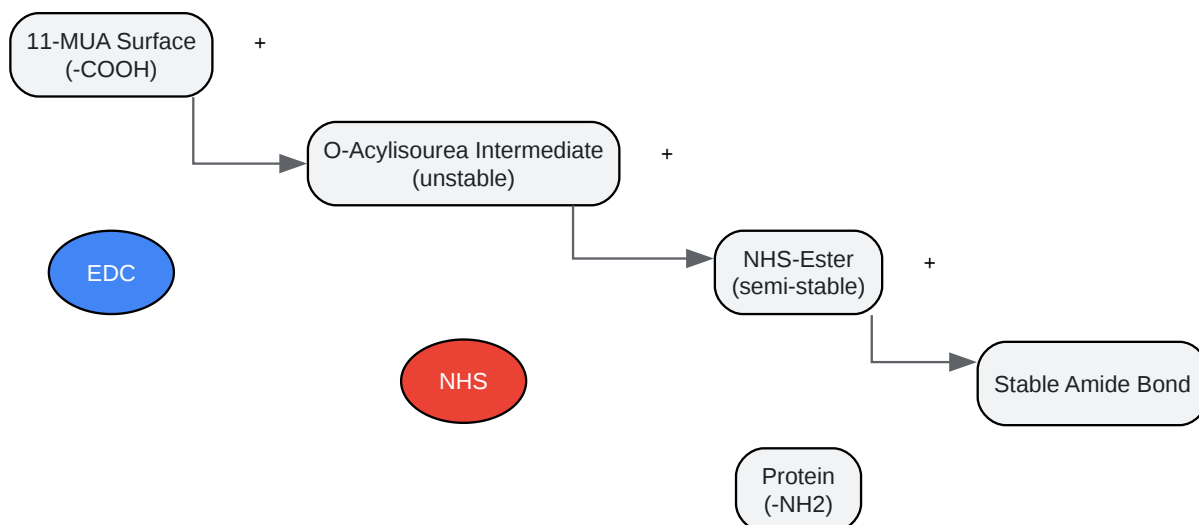 11-MUA Surface
(-COOH)
+
O-Acylisourea Intermediate
(unstable)
+
EDC
NHS-Ester
(semi-stable)
+
NHS
Stable Amide Bond
Protein
(-NH2)